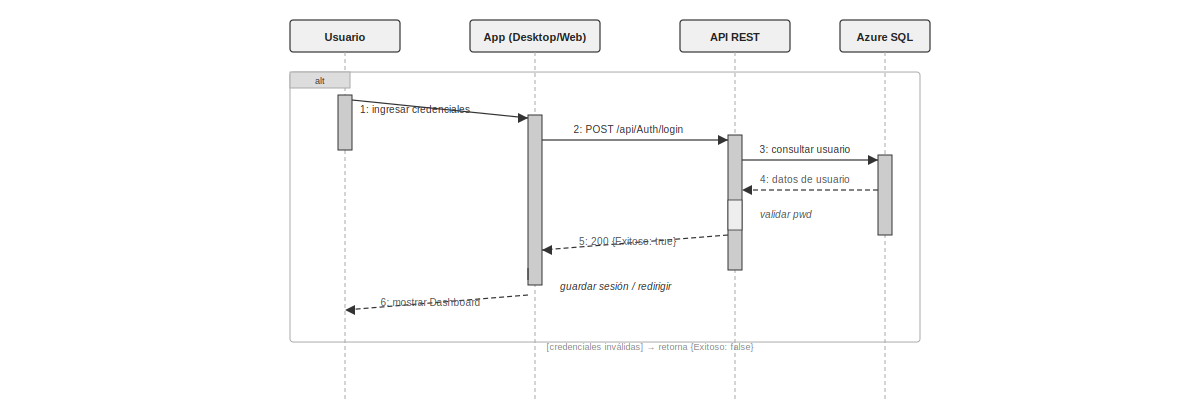 Usuario
App (Desktop/Web)
API REST
Azure SQL
alt
1: ingresar credenciales
2: POST /api/Auth/login
3: consultar usuario
4: datos de usuario
validar pwd
5: 200 {Exitoso: true}
guardar sesión / redirigir
6: mostrar Dashboard
[credenciales inválidas] → retorna {Exitoso: false}